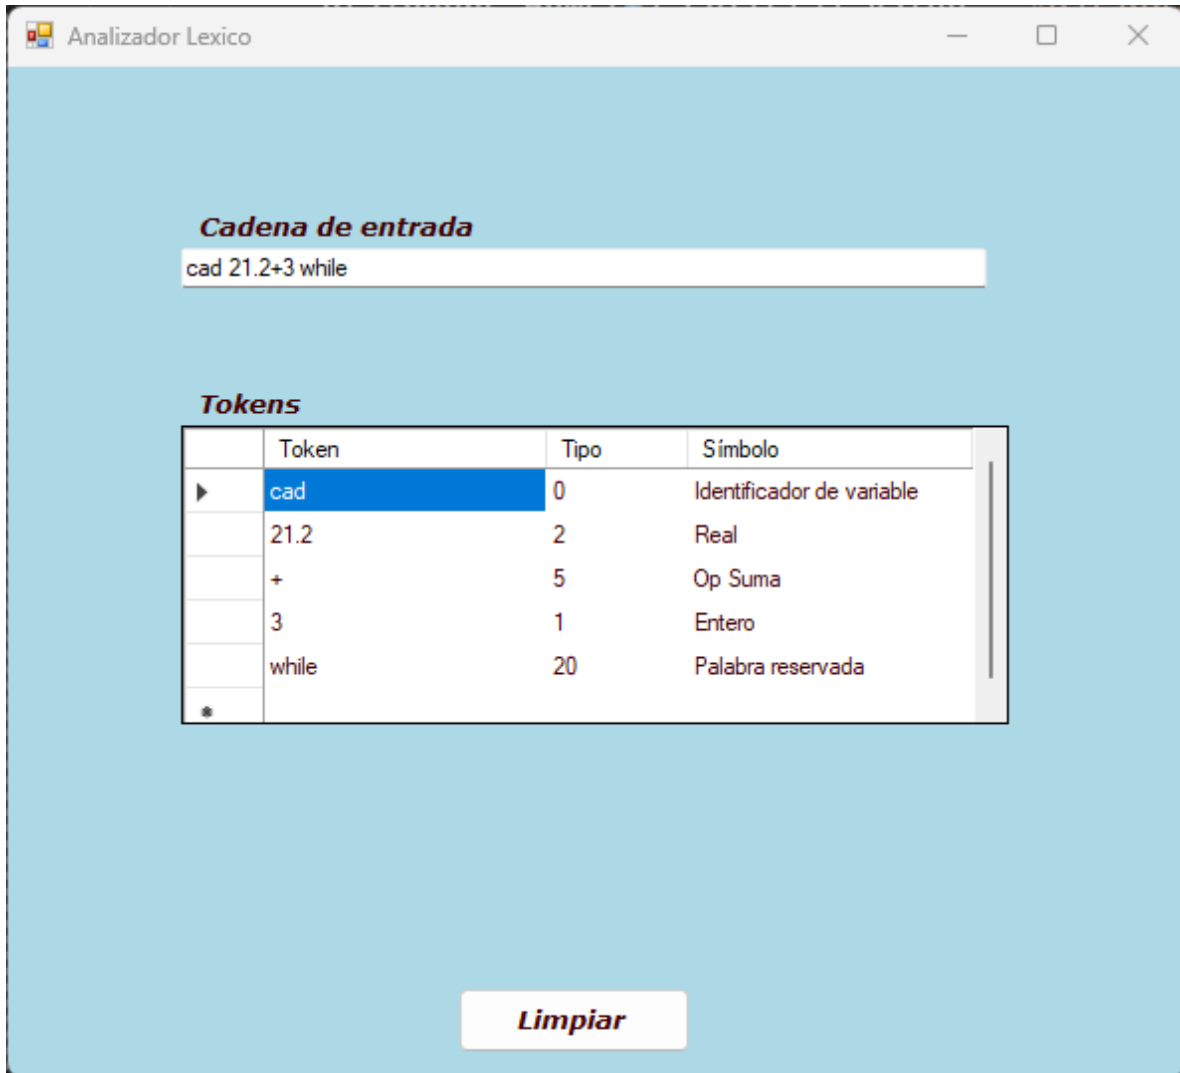 Analizador Lexico
Cadena de entrada
cad 21.2+3 while
Tokens
Token Tipo Símbolo
cad 0 Identificador de variable
21.2 2 Real
+ 5 Op Suma
3 1 Entero
while 20 Palabra reservada
Limpiar